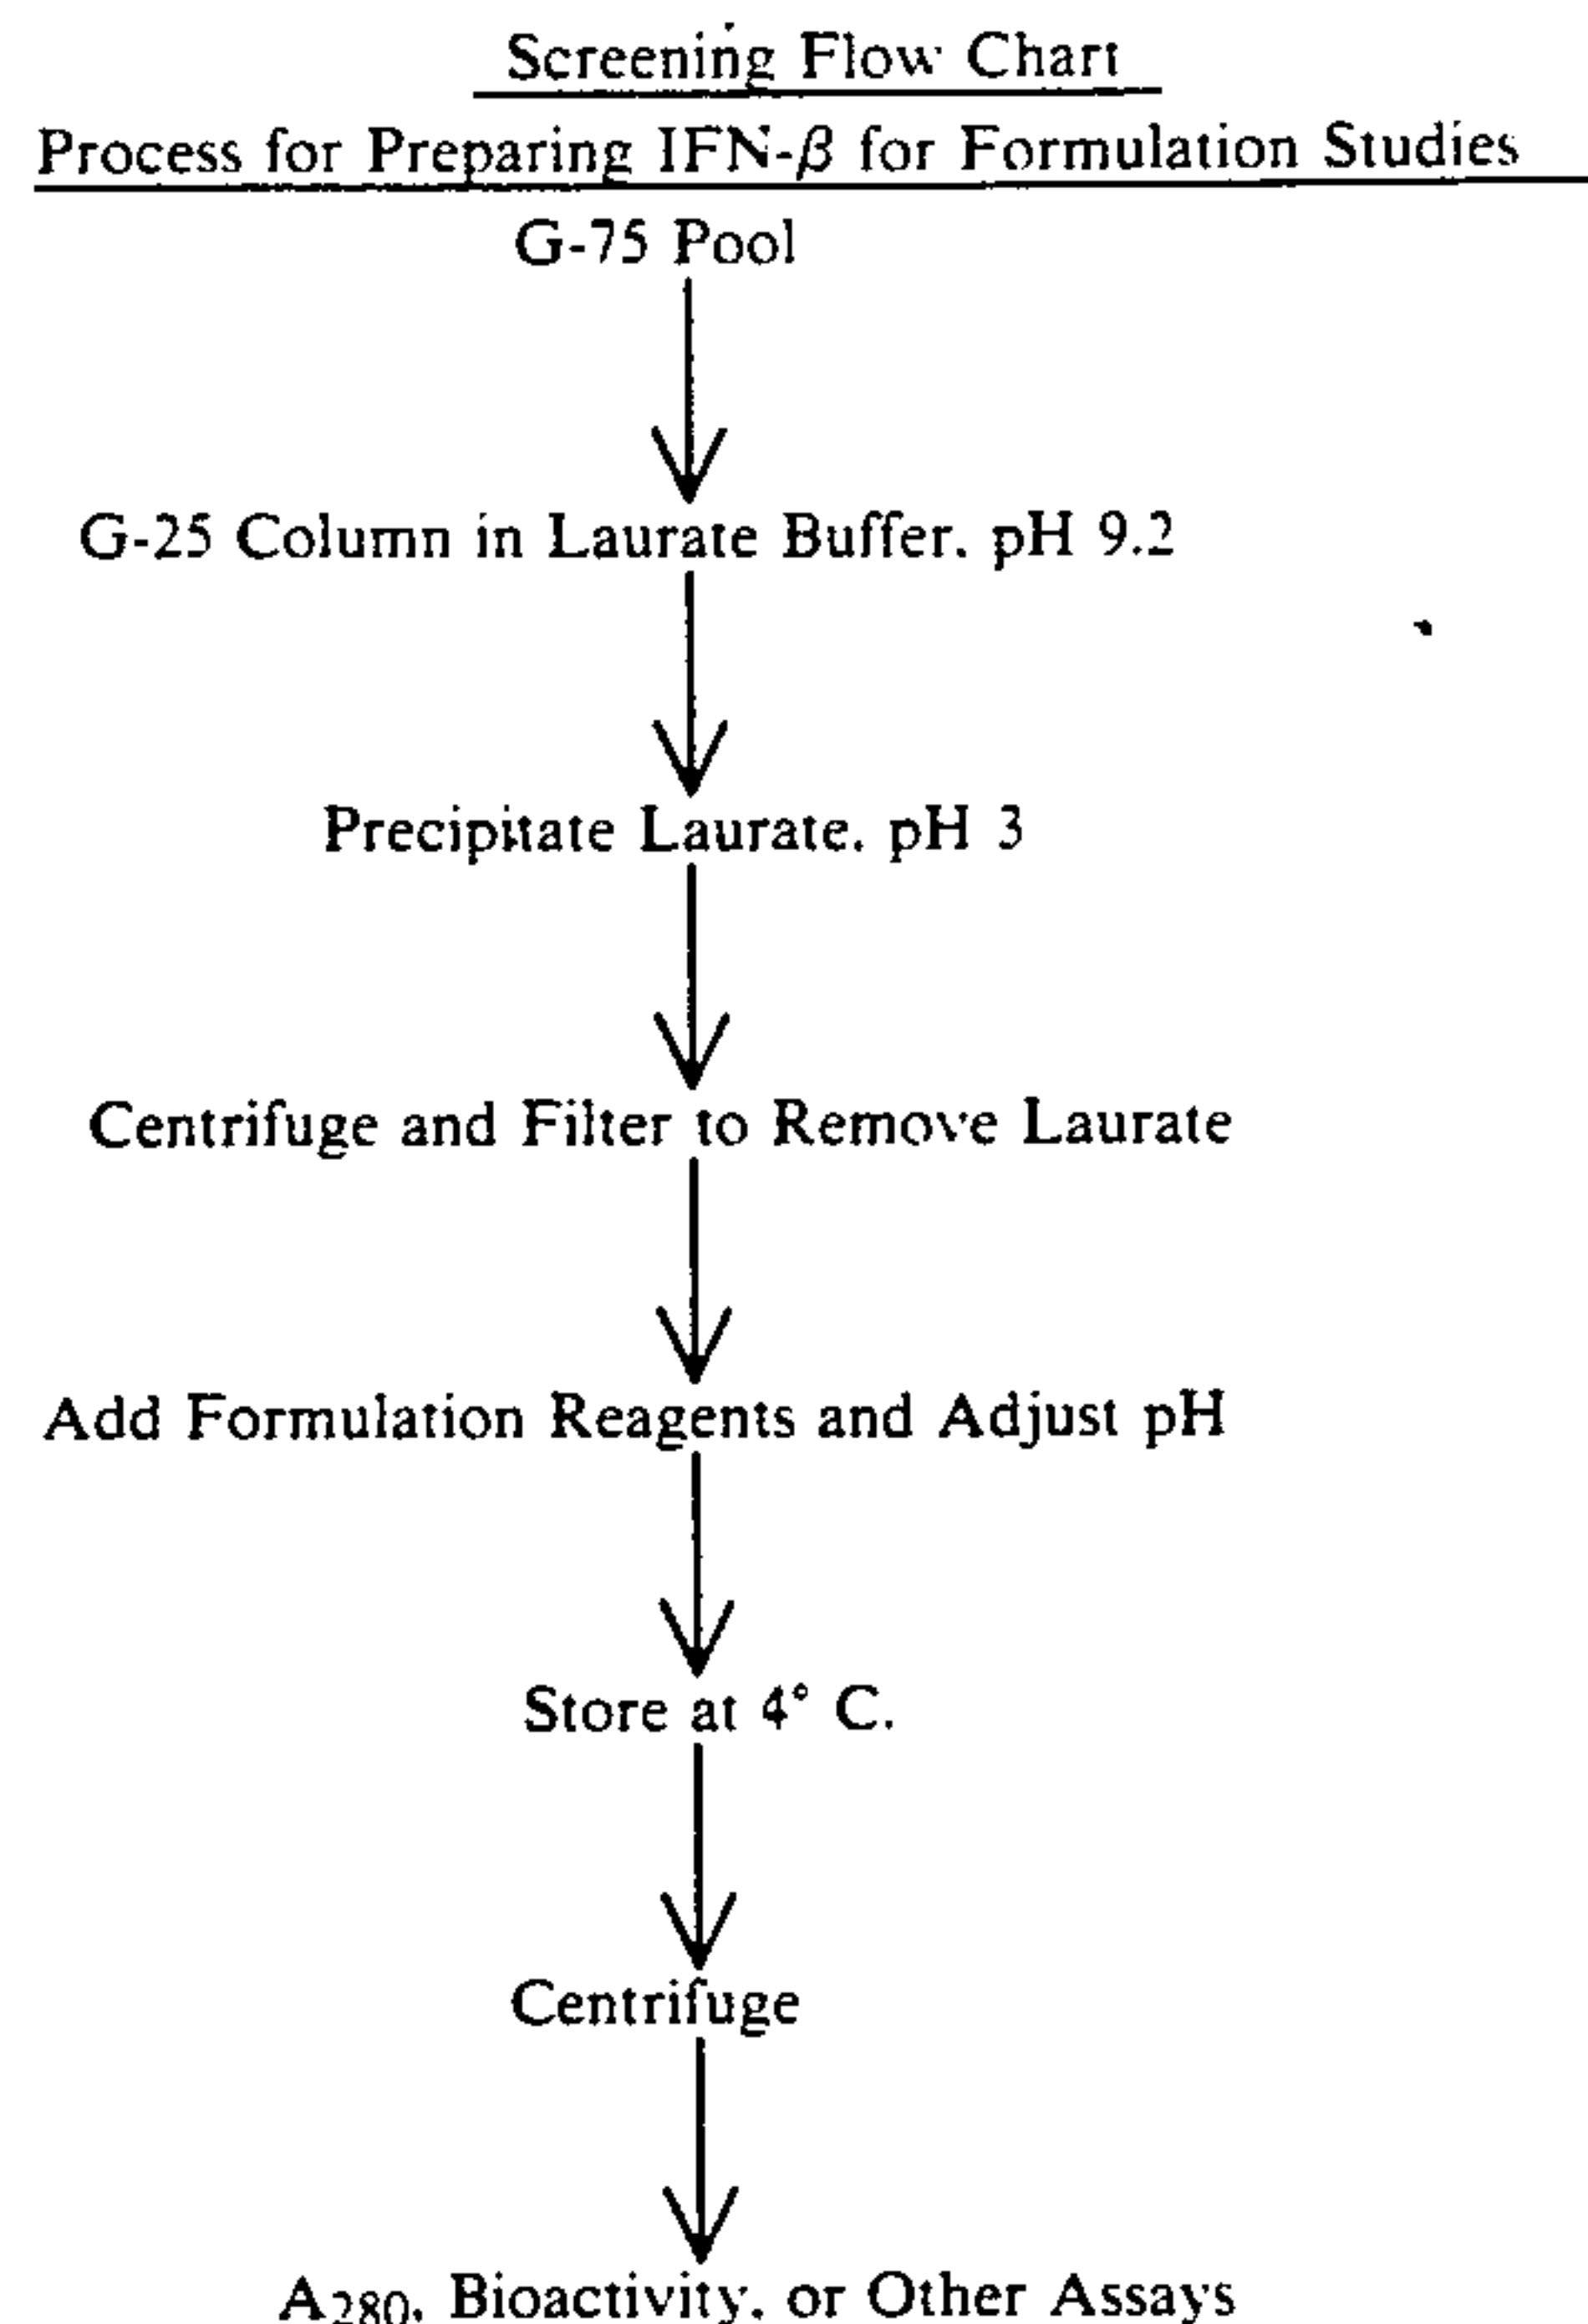 Screening Flow Chart
Process for Preparing IFN-β for Formulation Studies
G-75 Pool
G-25 Column in Laurate Buffer. pH 9.2
Precipitate Laurate. pH 3
Centrifuge and Filter to Remove Laurate
Add Formulation Reagents and Adjust pH
Store at 4° C.
Centrifuge
A280. Bioactivity. or Other Assays